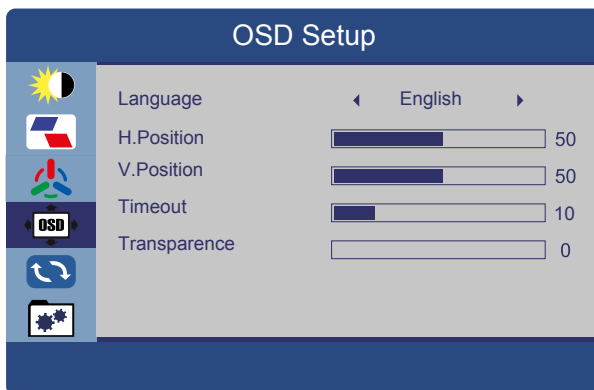 OSD Setup
Language English
H.Position 50
V.Position 50
Timeout 10
OSD
Transparence 0